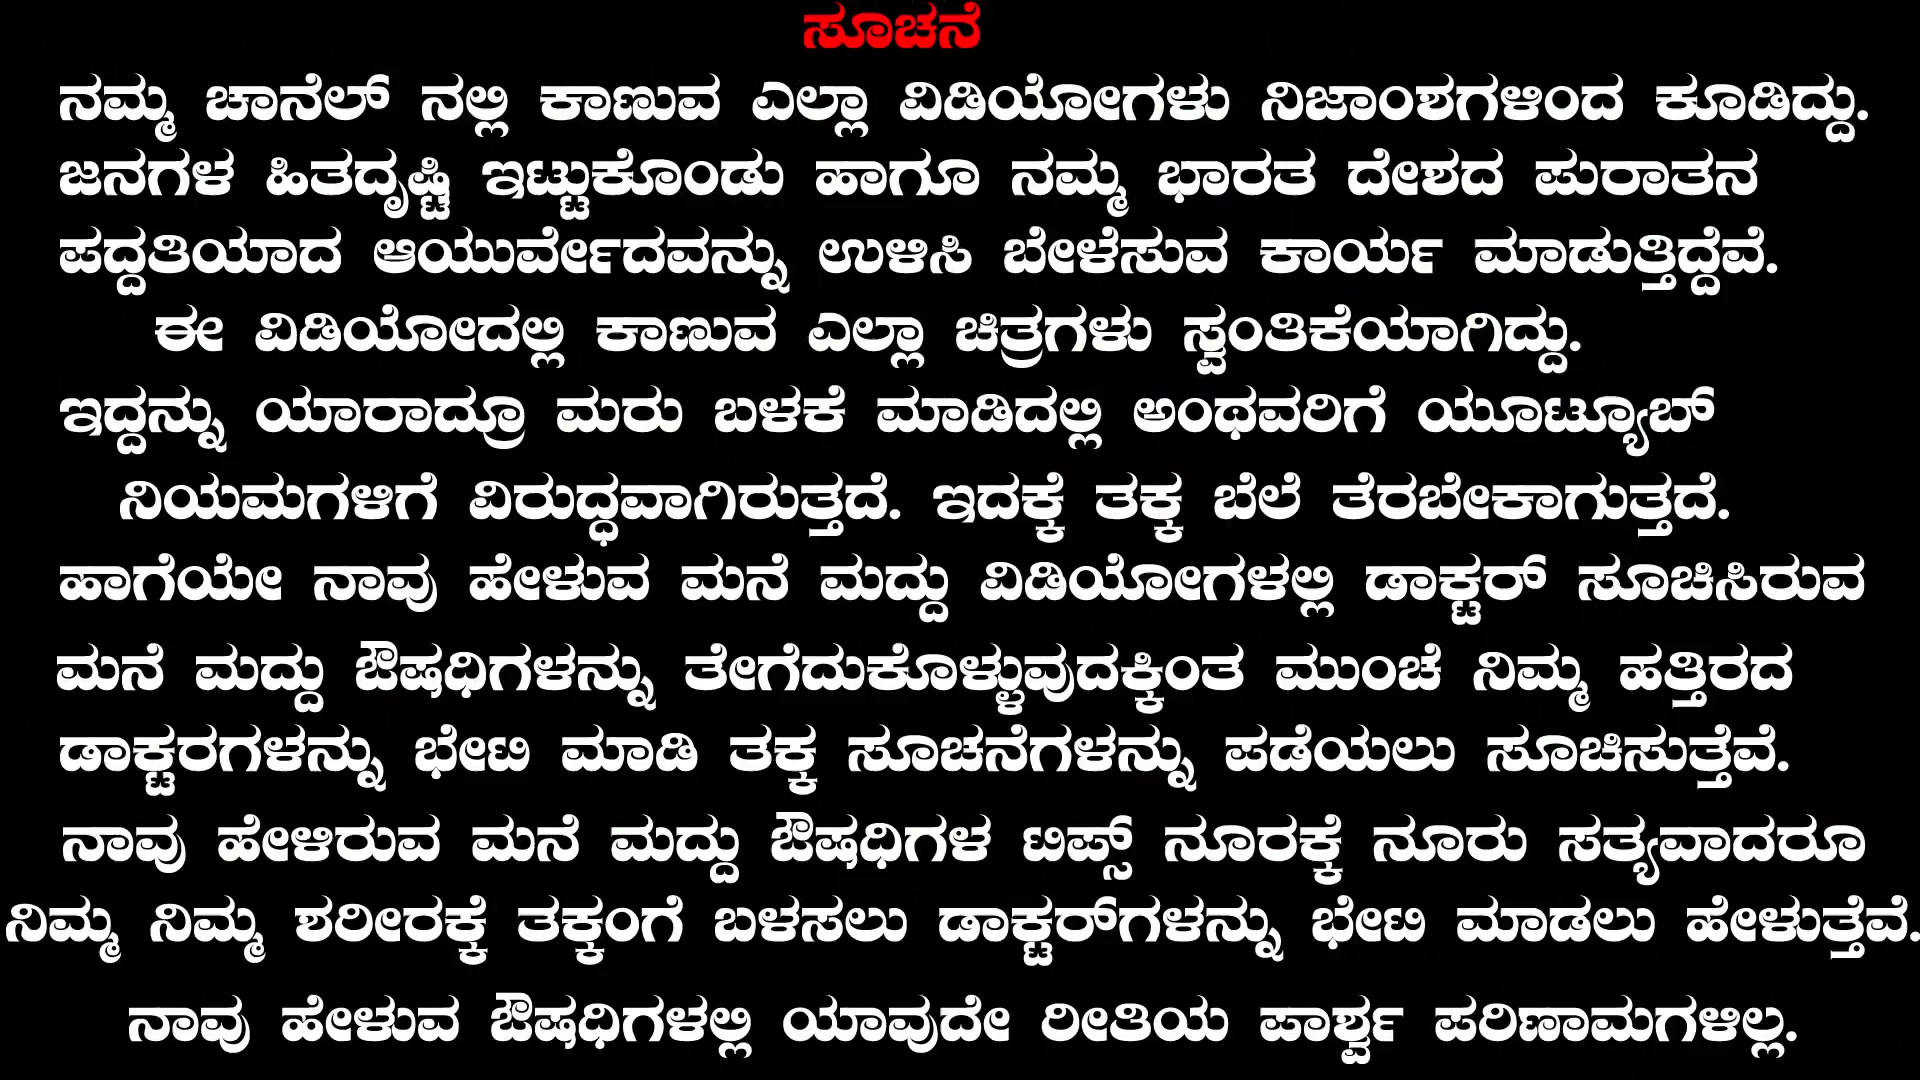 ಸೂಚನೆ
ನಮ್ಮ ಚಾನೆಲ್ ನಲ್ಲಿ ಕಾಣುವ ಎಲ್ಲಾ ವಿಡಿಯೋಗಳು ನಿಜಾಂಶಗಳಿಂದ ಕೂಡಿದ್ದು.
ಜನಗಳ ಹಿತದೃಷ್ಟಿ ಇಟ್ಟುಕೊಂಡು ಹಾಗೂ ನಮ್ಮ ಭಾರತ ದೇಶದ ಪುರಾತನ
ಪದ್ದತಿಯಾದ ಆಯುರ್ವೇದವನ್ನು ಉಳಿಸಿ ಬೇಳೆಸುವ ಕಾರ್ಯ ಮಾಡುತ್ತಿದ್ದೆವೆ.
ಈ ವಿಡಿಯೋದಲ್ಲಿ ಕಾಣುವ ಎಲ್ಲಾ ಚಿತ್ರಗಳು ಸ್ವಂತಿಕೆಯಾಗಿದ್ದು.
ಇದ್ದನ್ನು ಯಾರಾದ್ರೂ ಮರು ಬಳಕೆ ಮಾಡಿದಲ್ಲಿ ಅಂಥವರಿಗೆ ಯೂಟ್ಯೂಬ್
ನಿಯಮಗಳಿಗೆ ವಿರುದ್ಧವಾಗಿರುತ್ತದೆ. ಇದಕ್ಕೆ ತಕ್ಕ ಬೆಲೆ ತೆರಬೇಕಾಗುತ್ತದೆ.
ಹಾಗೆಯೇ ನಾವು ಹೇಳುವ ಮನೆ ಮದ್ದು ವಿಡಿಯೋಗಳಲ್ಲಿ ಡಾಕ್ಟರ್ ಸೂಚಿಸಿರುವ
ಮನೆ ಮದ್ದು ಔಷಧಿಗಳನ್ನು ತೇಗೆದುಕೊಳ್ಳುವುದಕ್ಕಿಂತ ಮುಂಚೆ ನಿಮ್ಮ ಹತ್ತಿರದ
ಡಾಕ್ಟರಗಳನ್ನು ಭೇಟಿ ಮಾಡಿ ತಕ್ಕ ಸೂಚನೆಗಳನ್ನು ಪಡೆಯಲು ಸೂಚಿಸುತ್ತೆವೆ.
ನಾವು ಹೇಳಿರುವ ಮನೆ ಮದ್ದು ಔಷಧಿಗಳ ಟಿಪ್ಸ್ ನೂರಕ್ಕೆ ನೂರು ಸತ್ಯವಾದರೂ
ನಿಮ್ಮ ನಿಮ್ಮ ಶರೀರಕ್ಕೆ ತಕ್ಕಂಗೆ ಬಳಸಲು ಡಾಕ್ಟರ್‌ಗಳನ್ನು ಭೇಟಿ ಮಾಡಲು ಹೇಳುತ್ತೆವೆ.
ನಾವು ಹೇಳುವ ಔಷಧಿಗಳಲ್ಲಿ ಯಾವುದೇ ರೀತಿಯ ಪಾರ್ಶ್ವ ಪರಿಣಾಮಗಳಿಲ್ಲ.